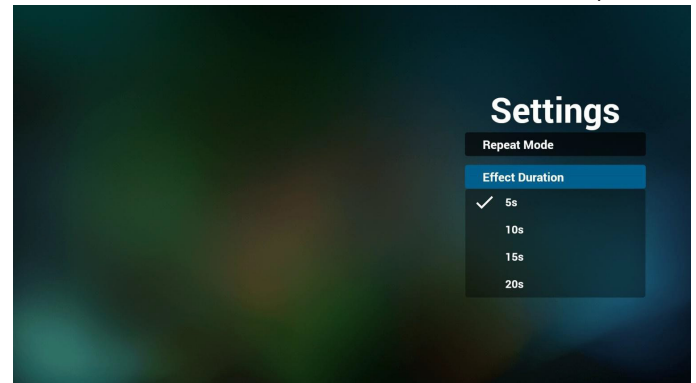 Settings
Repeat Mode
Effect Duration
5s
10s
15s
20s